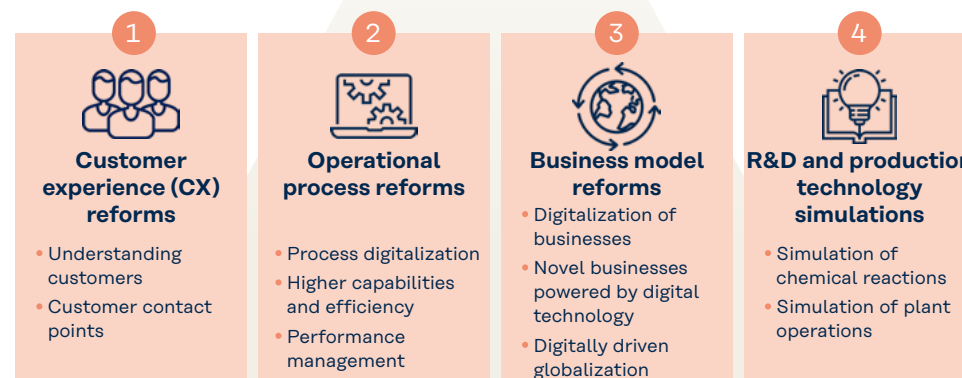 1
Customer
experience (CX)
reforms
• Understanding
customers
• Customer contact
points
2
Operational
process reforms
• Process digitalization
• Higher capabilities
and efficiency
• Performance
management
3
Business model
reforms
• Digitalization of
businesses
• Novel businesses
powered by digital
technology
• Digitally driven
globalization
4
R&D and production
technology
simulations
• Simulation of
chemical reactions
• Simulation of plant
operations